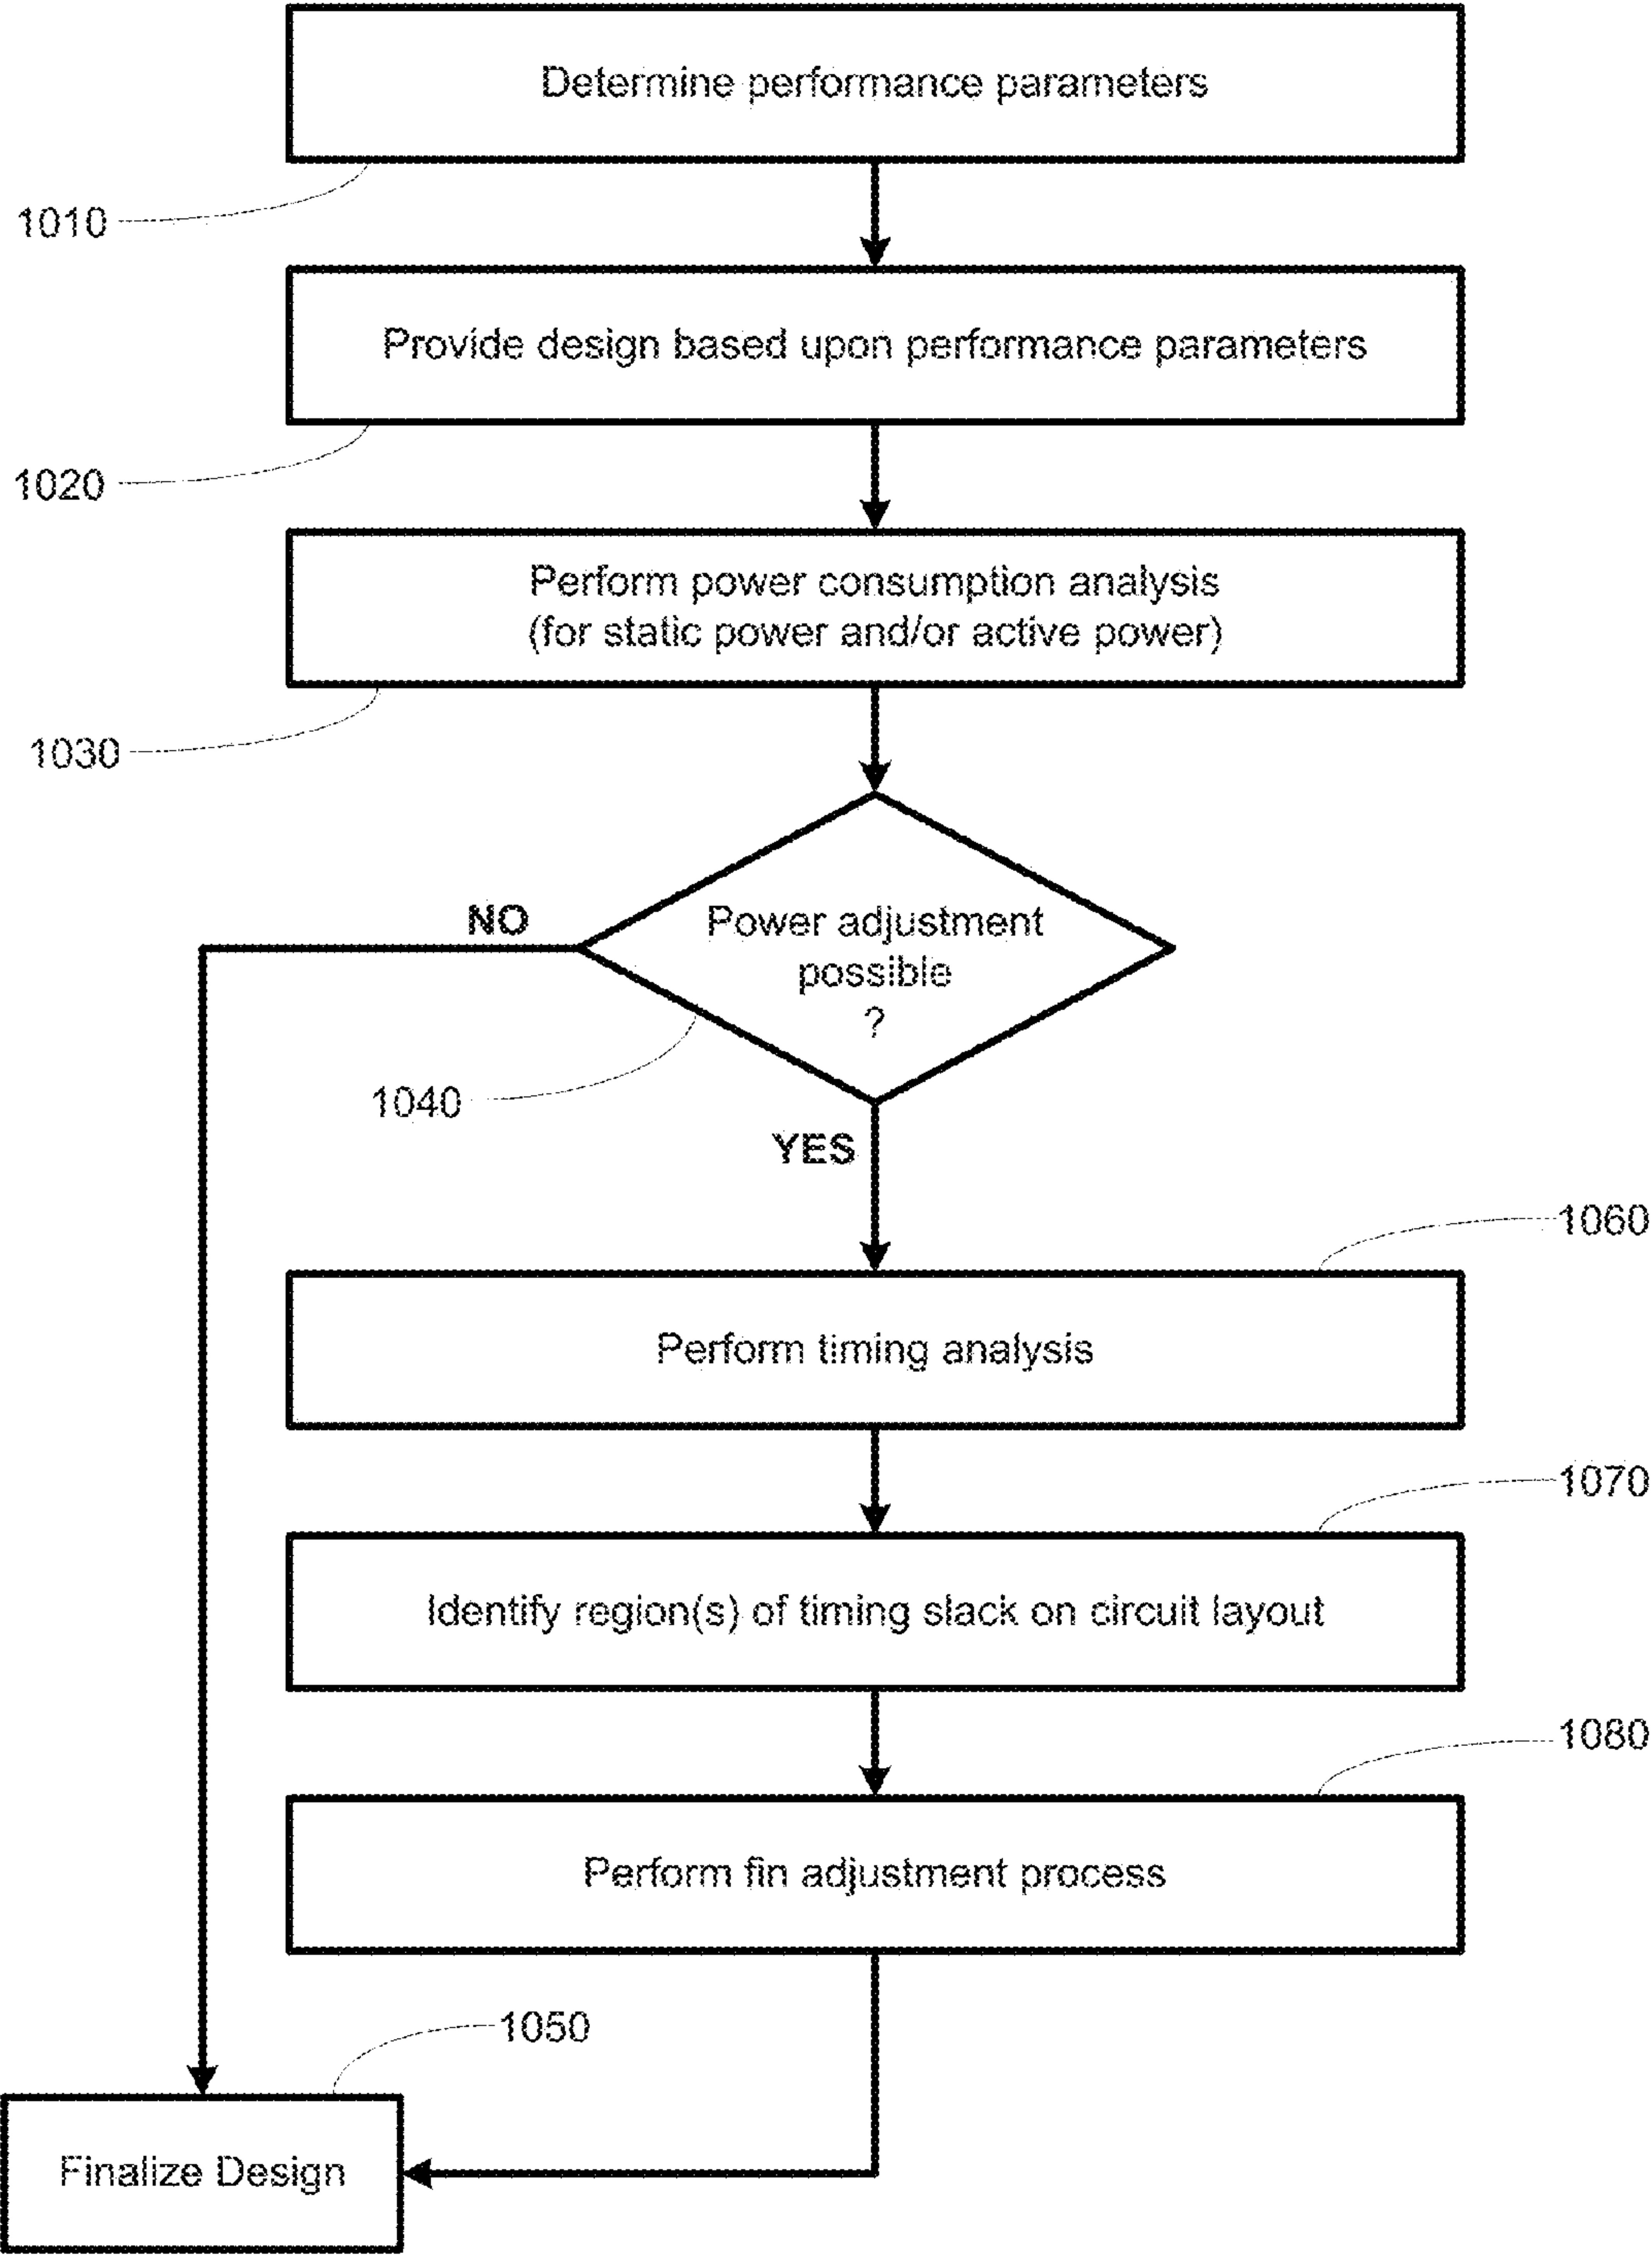 Determine performance parameters
1010
Provide design based upon performance parameters
1020
Perform power consumption analysis
(for static power and/or active power)
1030
NO
Power adjustment
possible
?
1040
YES
1060
Perform timing analysis
1070
Identify region(s) of timing slack on circuit layout
1080
Perform fin adjustment process
1050
Finalize Design